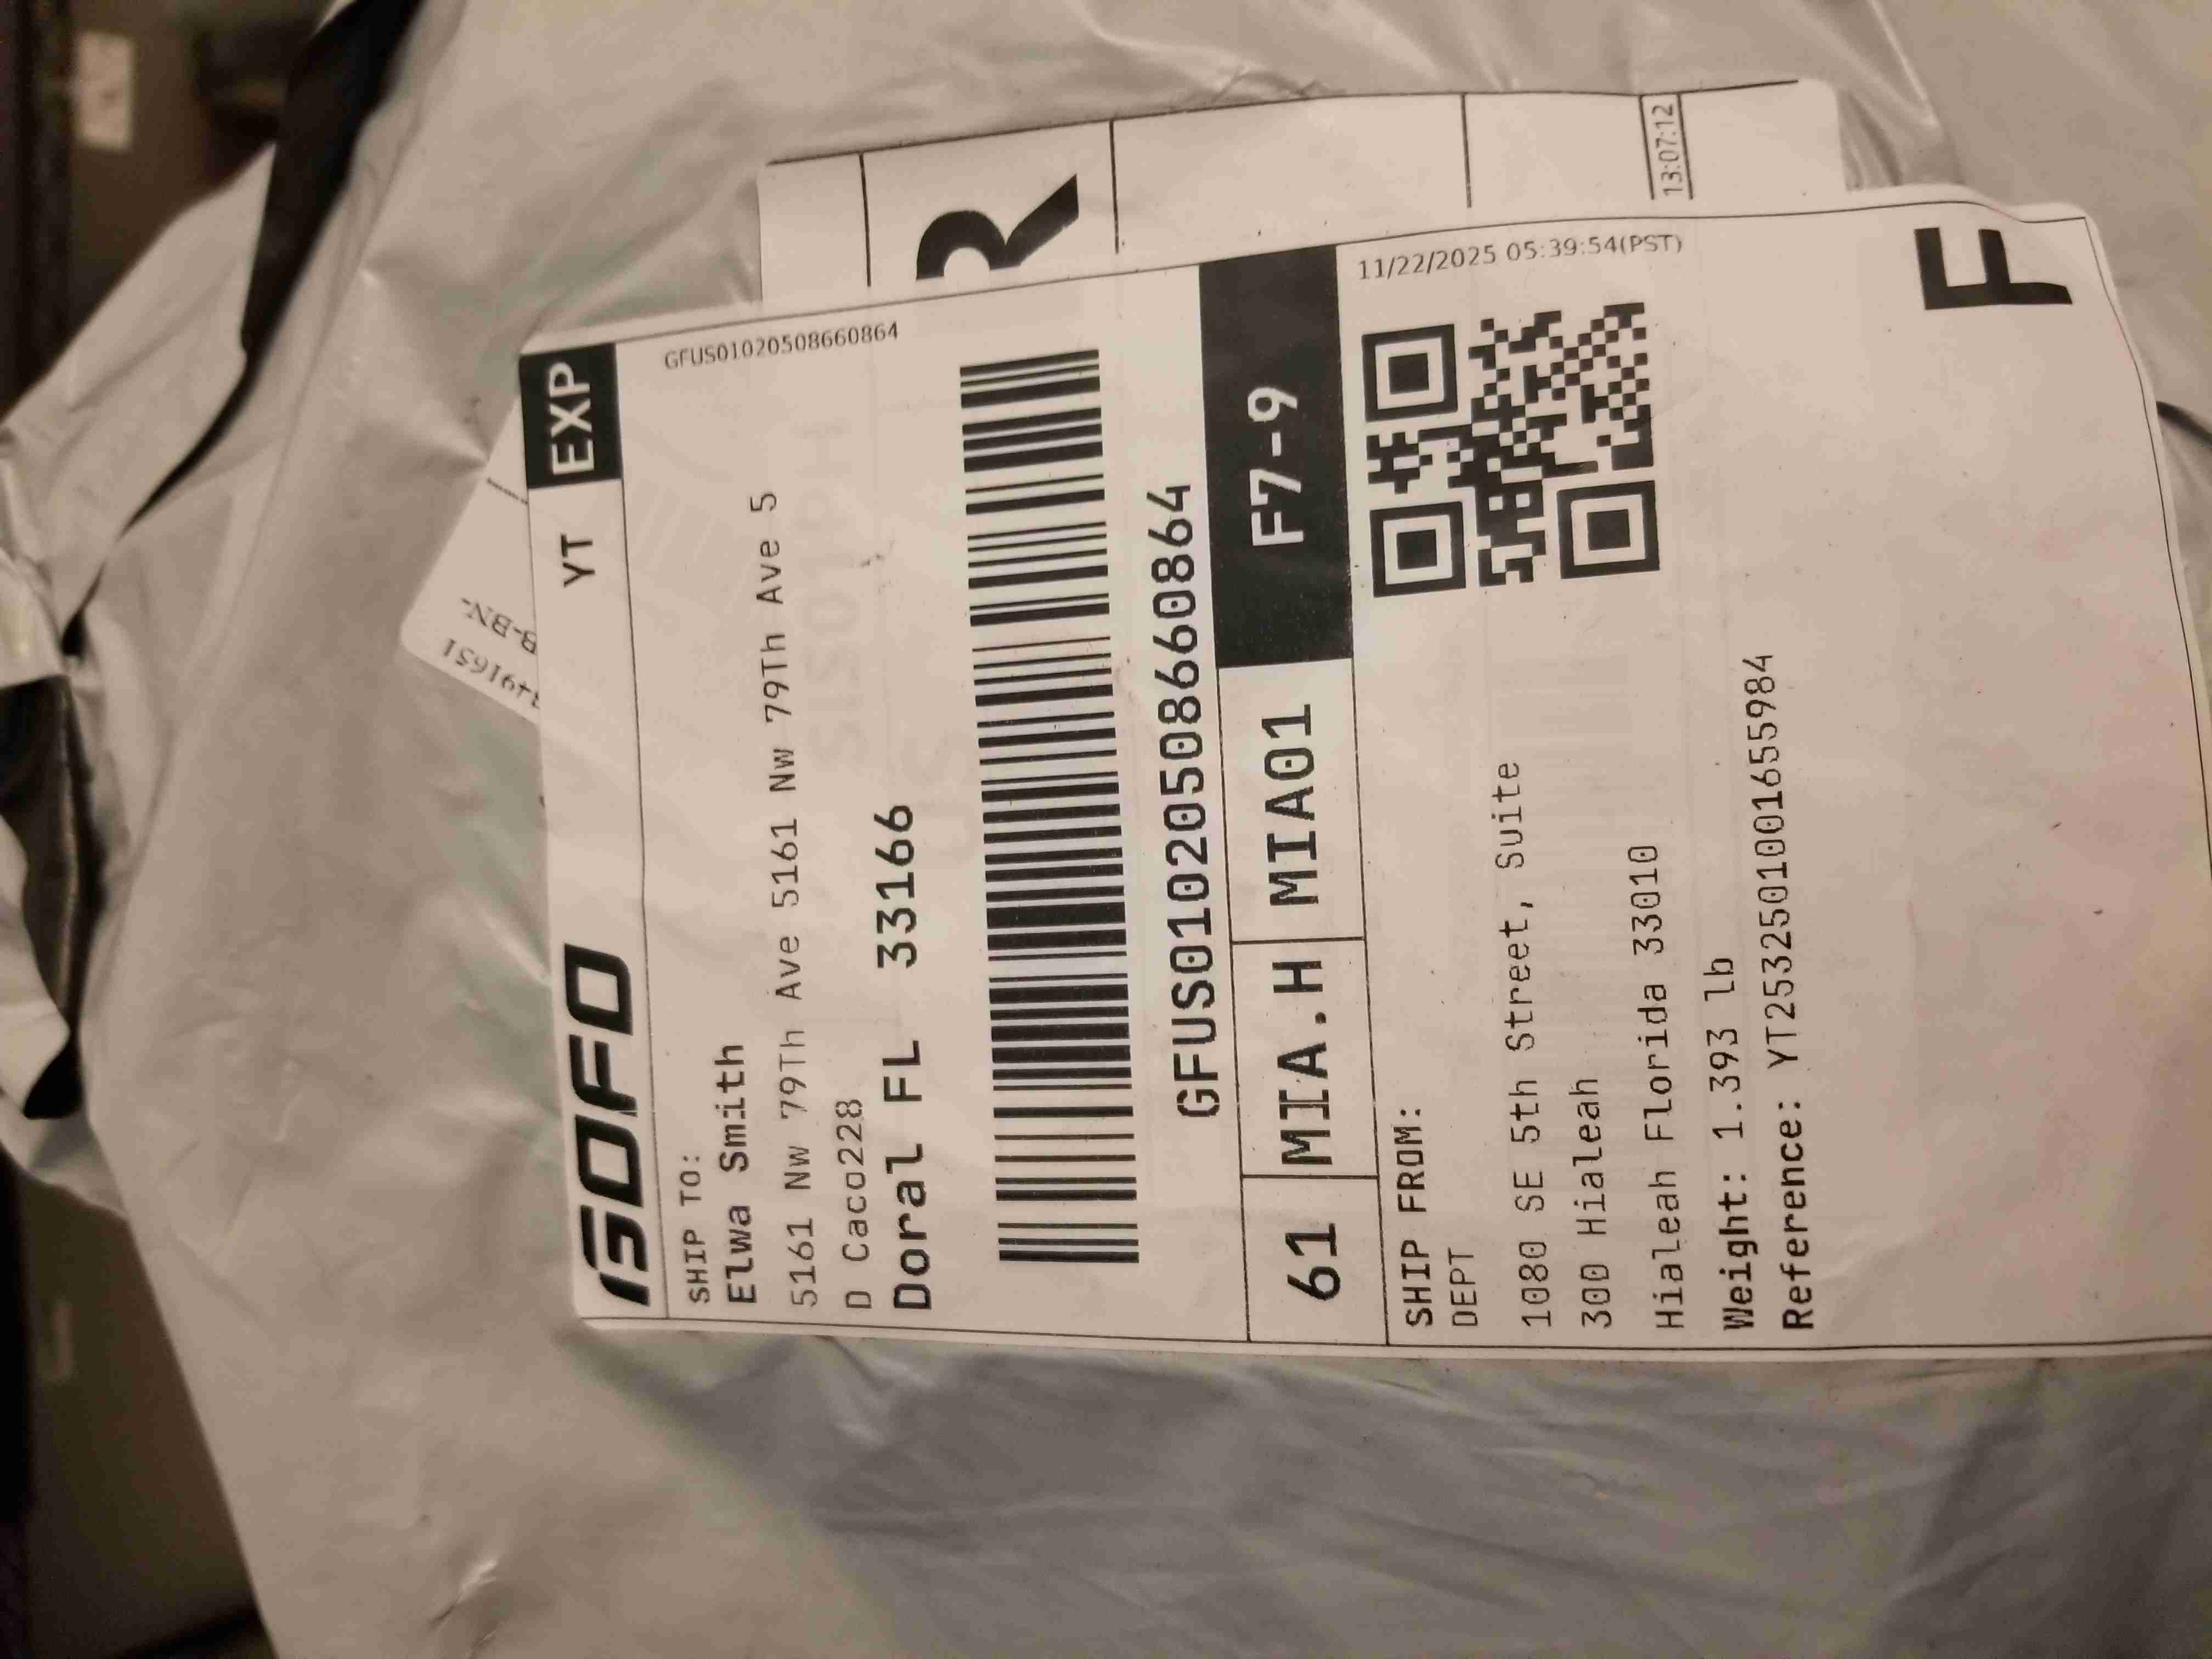 GOFO
YT EXP
GFUS01020508660864
SHIP TO:
Elwa Smith
5161 Nw 79Th Ave 5161 Nw 79Th Ave 5
D Caco228
Doral FL 33166
GFUS01020508660864
61 MIA.H MIA01 F7-9
11/22/2025 05:39:54(PST)
SHIP FROM:
DEPT
1080 SE 5th Street, Suite
300 Hialeah
Hialeah Florida 33010
Weight: 1.393 lb
Reference: YT2532501001655984
F
R
13:07:12
B-BN-